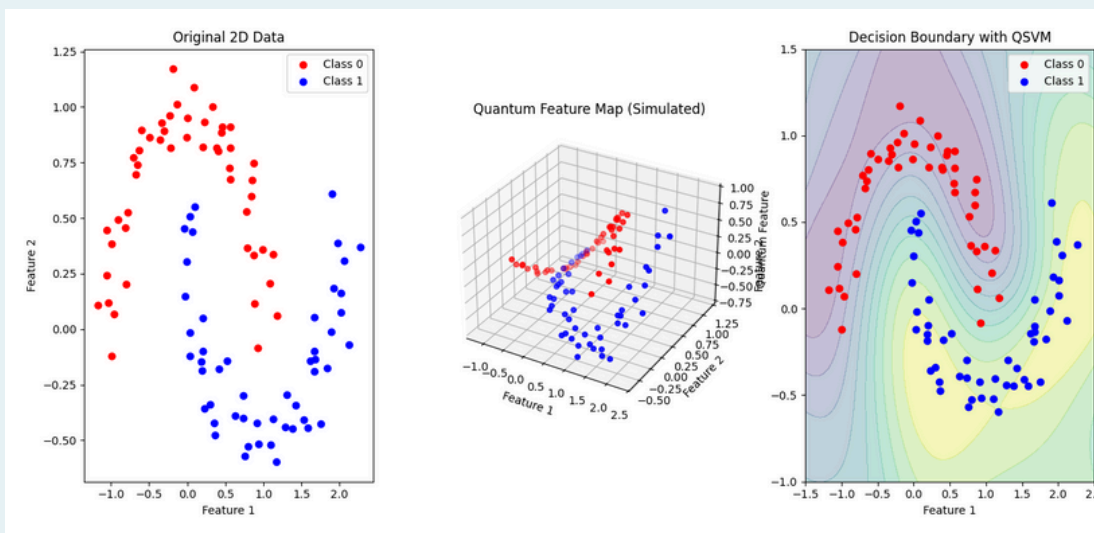 Original 2D Data
Class 0
Class 1
1.25
1.00
0.75
0.50
0.25
0.00
−0.25
−0.50
Feature 2
−1.0 −0.5 0.0 0.5 1.0 1.5 2.0
Feature 1
Quantum Feature Map (Simulated)
1.00
0.75
0.50
0.25
0.00
−0.25
−0.50
−0.75
Quantum Feature
1.25
1.00
0.75
0.50
0.25
0.00
−0.25
−0.50
Feature 2
−1.0 −0.5 0.0 0.5 1.0 1.5 2.0 2.5
Feature 1
Decision Boundary with QSVM
Class 0
Class 1
1.5
1.0
0.5
0.0
−0.5
−1.0
−1.5 −1.0 −0.5 0.0 0.5 1.0 1.5 2.0
Feature 1